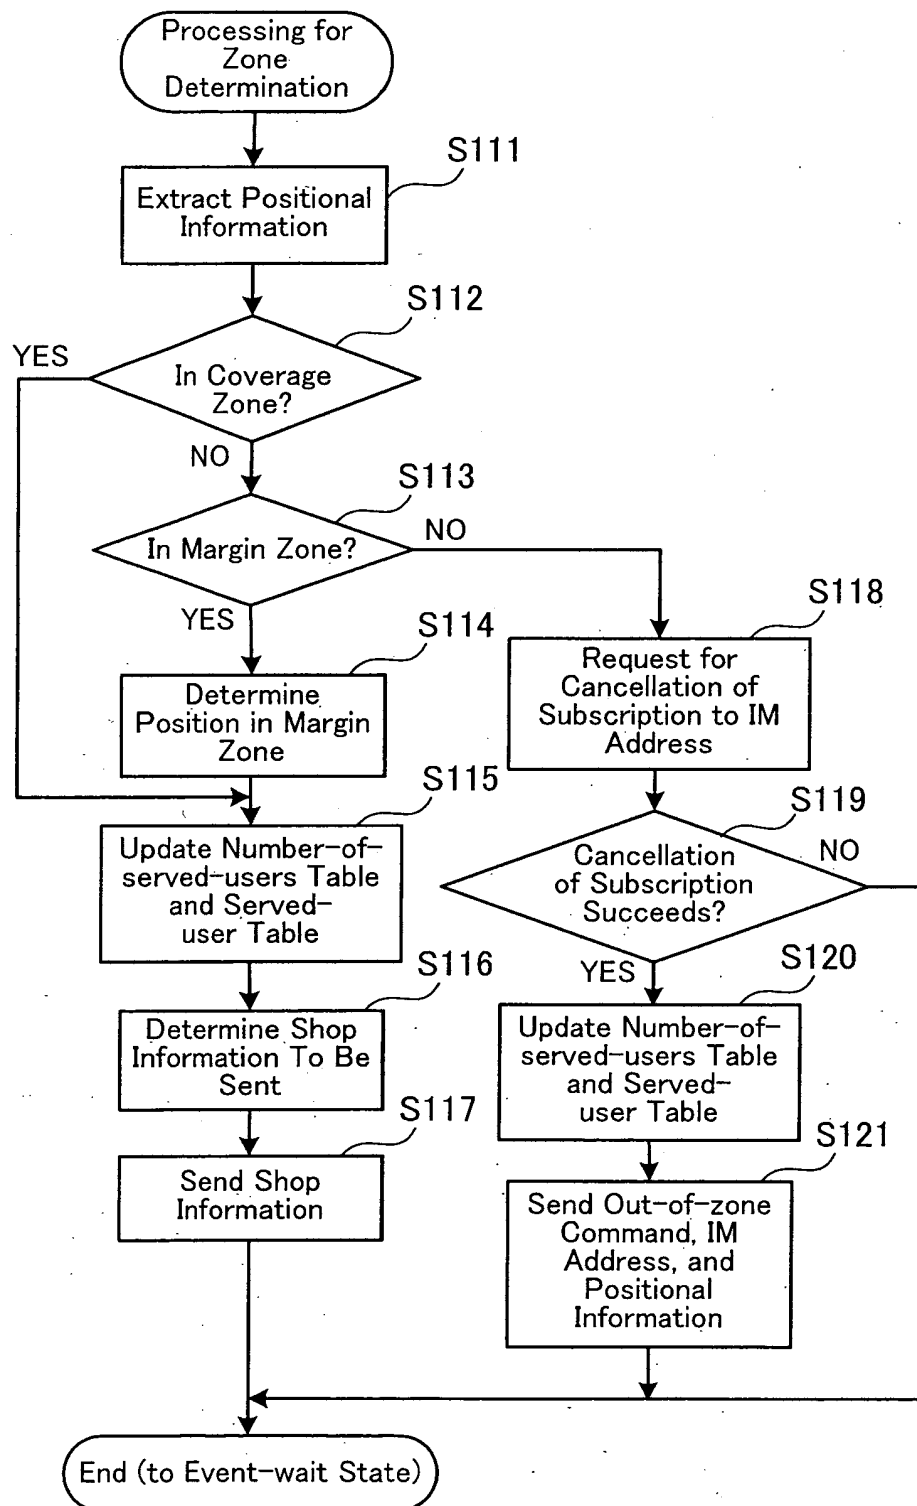 Processing for
Zone
Determination
S111
Extract Positional
Information
S112
YES
In Coverage
Zone?
NO
S113
In Margin Zone?
NO
YES
S114
Determine
Position in Margin
Zone
S115
Update Number-of-
served-users Table
and Served-
user Table
S116
Determine Shop
Information To Be
Sent
S117
Send Shop
Information
S118
Request for
Cancellation of
Subscription to IM
Address
S119
Cancellation
of Subscription
Succeeds?
NO
YES
S120
Update Number-of-
served-users Table
and Served-
user Table
S121
Send Out-of-zone
Command, IM
Address, and
Positional
Information
End (to Event-wait State)